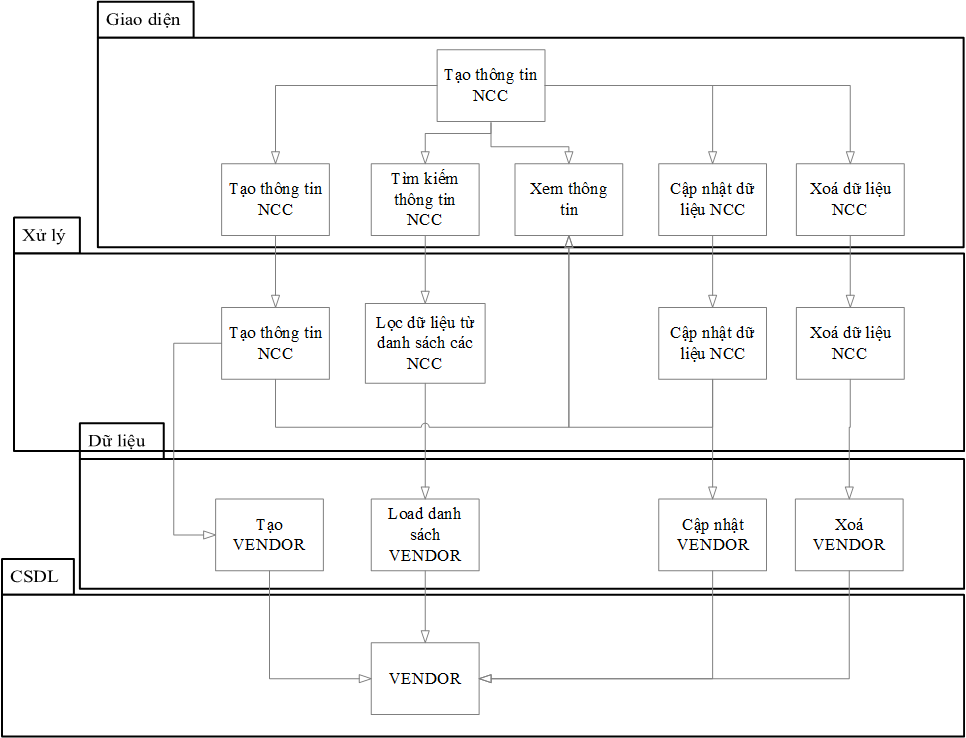 Giao diện
Tạo thông tin
NCC
Tạo thông tin
NCC
Tìm kiếm
thông tin
NCC
Xem thông
tin
Cập nhật dữ
liệu NCC
Xoá dữ liệu
NCC
Xử lý
Tạo thông tin
NCC
Lọc dữ liệu từ
danh sách các
NCC
Cập nhật dữ
liệu NCC
Xoá dữ liệu
NCC
Dữ liệu
Tạo
VENDOR
Load danh
sách
VENDOR
Cập nhật
VENDOR
Xoá
VENDOR
CSDL
VENDOR